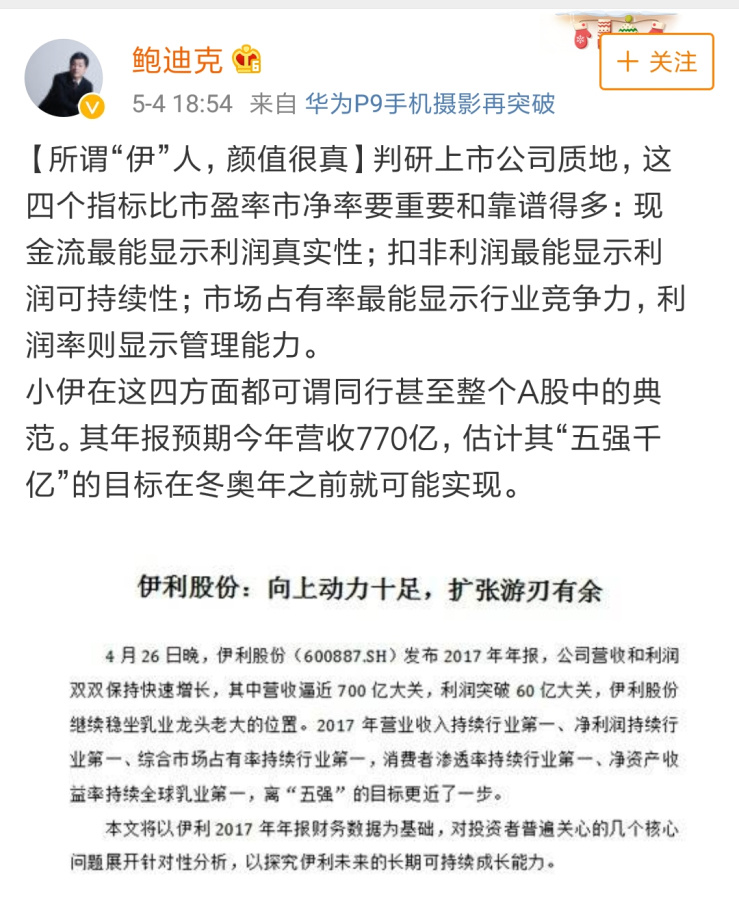 鲍迪克
5-4 18:54 来自 华为P9手机摄影再突破
+ 关注
【所谓“伊”人，颜值很真】判研上市公司质地，这
四个指标比市盈率市净率要重要和靠谱得多：现
金流最能显示利润真实性；扣非利润最能显示利
润可持续性；市场占有率最能显示行业竞争力，利
润率则显示管理能力。
小伊在这四方面都可谓同行甚至整个A股中的典
范。其年报预期今年营收770亿，估计其“五强千
亿”的目标在冬奥年之前就可能实现。
伊利股份：向上动力十足，扩张游刃有余
4 月 26 日晚，伊利股份（600887.SH）发布 2017 年年报，公司营收和利润
双双保持快速增长，其中营收逼近 700 亿大关，利润突破 60 亿大关，伊利股份
继续稳坐乳业龙头老大的位置。2017 年营业收入持续行业第一、净利润持续行
业第一、综合市场占有率持续行业第一，消费者渗透率持续行业第一、净资产收
益率持续全球乳业第一，离“五强”的目标更近了一步。
本文将以伊利 2017 年年报财务数据为基础，对投资者普遍关心的几个核心
问题展开针对性分析，以探究伊利未来的长期可持续成长能力。